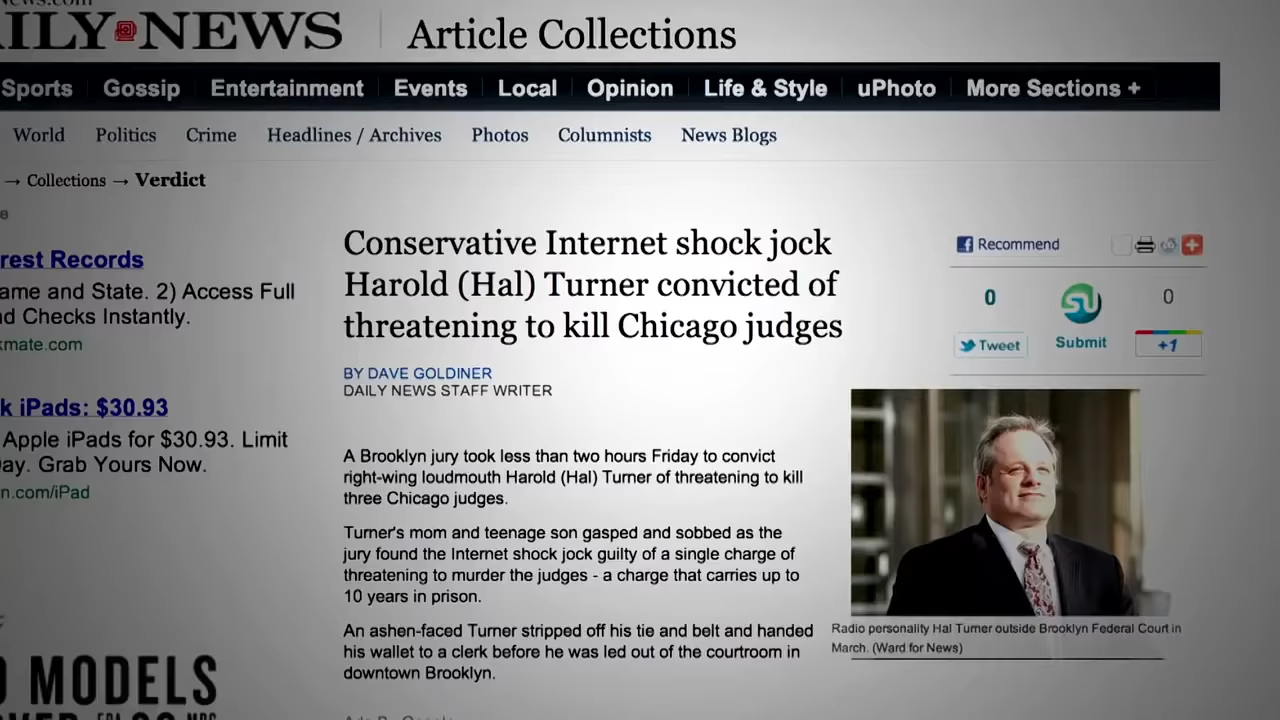 News.com
ILY NEWS
Article Collections
Sports Gossip Entertainment Events Local Opinion Life & Style uPhoto More Sections +
World Politics Crime Headlines / Archives Photos Columnists News Blogs
→ Collections → Verdict
rest Records
ame and State. 2) Access Full
d Checks Instantly.
kmate.com
k iPads: $30.93
Apple iPads for $30.93. Limit
ay. Grab Yours Now.
n.com/iPad
MODELS
Conservative Internet shock jock
Harold (Hal) Turner convicted of
threatening to kill Chicago judges
BY DAVE GOLDINER
DAILY NEWS STAFF WRITER
A Brooklyn jury took less than two hours Friday to convict
right-wing loudmouth Harold (Hal) Turner of threatening to kill
three Chicago judges.
Turner's mom and teenage son gasped and sobbed as the
jury found the Internet shock jock guilty of a single charge of
threatening to murder the judges - a charge that carries up to
10 years in prison.
An ashen-faced Turner stripped off his tie and belt and handed
his wallet to a clerk before he was led out of the courtroom in
downtown Brooklyn.
Recommend
0
Tweet
Submit
0
+1
Radio personality Hal Turner outside Brooklyn Federal Court in
March. (Ward for News)